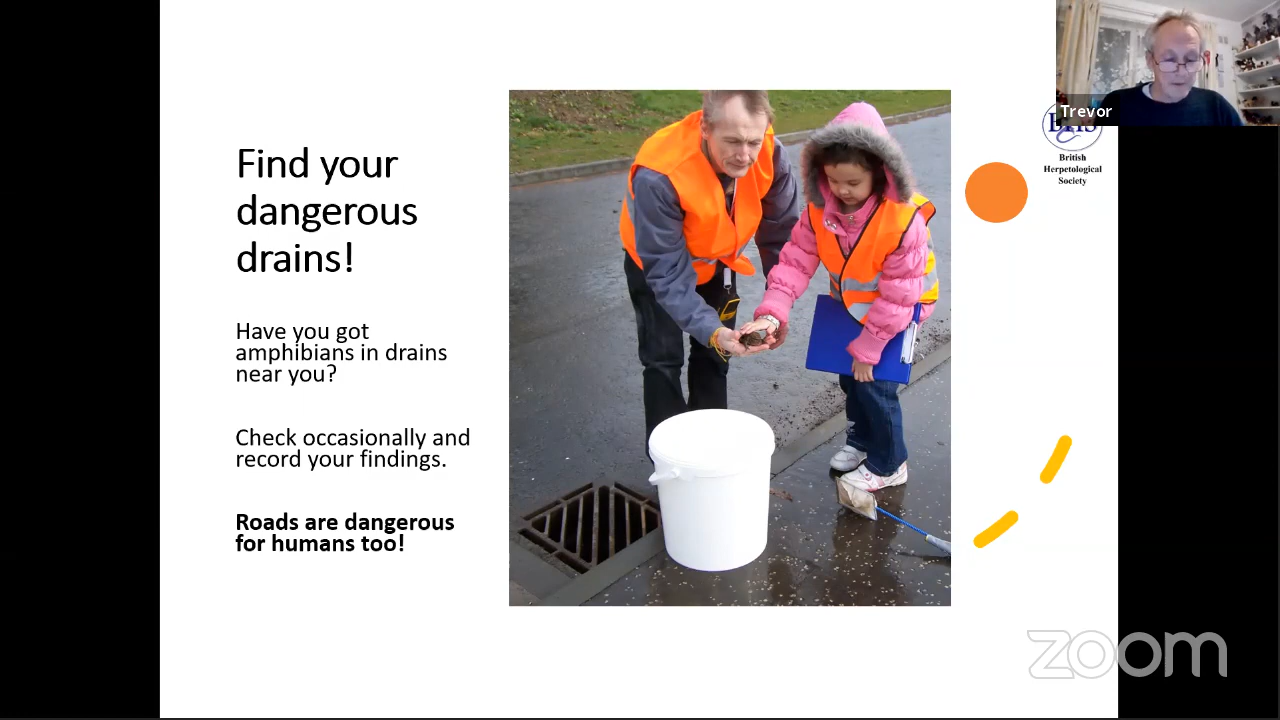 Trevor
BHS
British
Herpetological
Society
Find your
dangerous
drains!
Have you got
amphibians in drains
near you?
Check occasionally and
record your findings.
Roads are dangerous
for humans too!
zoom